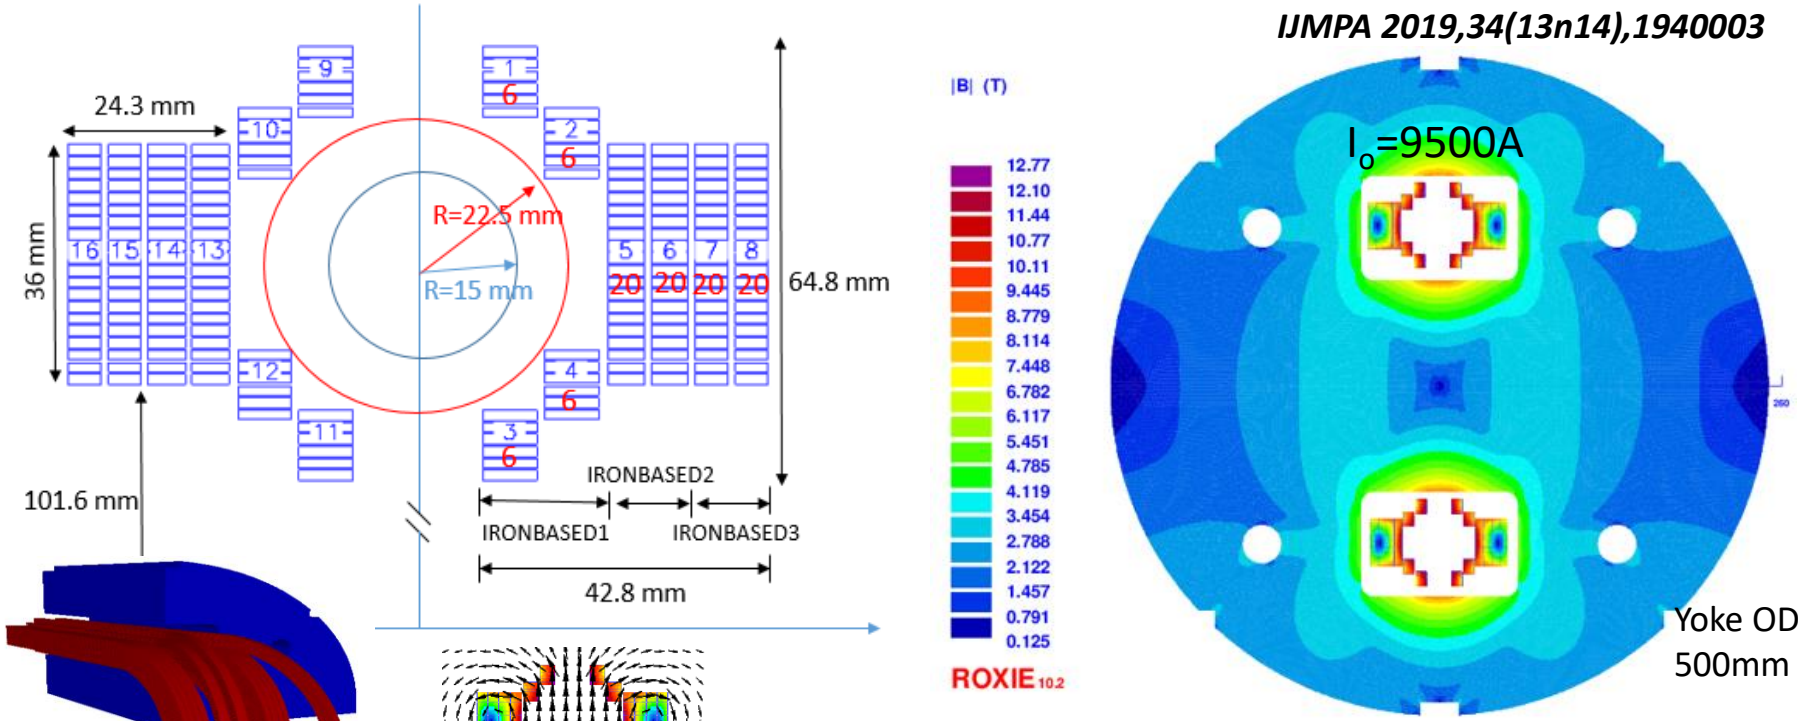 IJMPA 2019,34(13n14),1940003
9
1
6
24.3 mm
10
2
6
R=22.5 mm
R=15 mm
36 mm
16 15 14 13
5 6 7 8
20 20 20 20
64.8 mm
12
4
6
11
3
6
101.6 mm
IRONBASED2
IRONBASED1
IRONBASED3
42.8 mm
|B| (T)
12.77
12.10
11.44
10.77
10.11
9.445
8.779
8.114
7.448
6.782
6.117
5.451
4.785
4.119
3.454
2.788
2.122
1.457
0.791
0.125
ROXIE 10.2
Io=9500A
260
Yoke OD
500mm